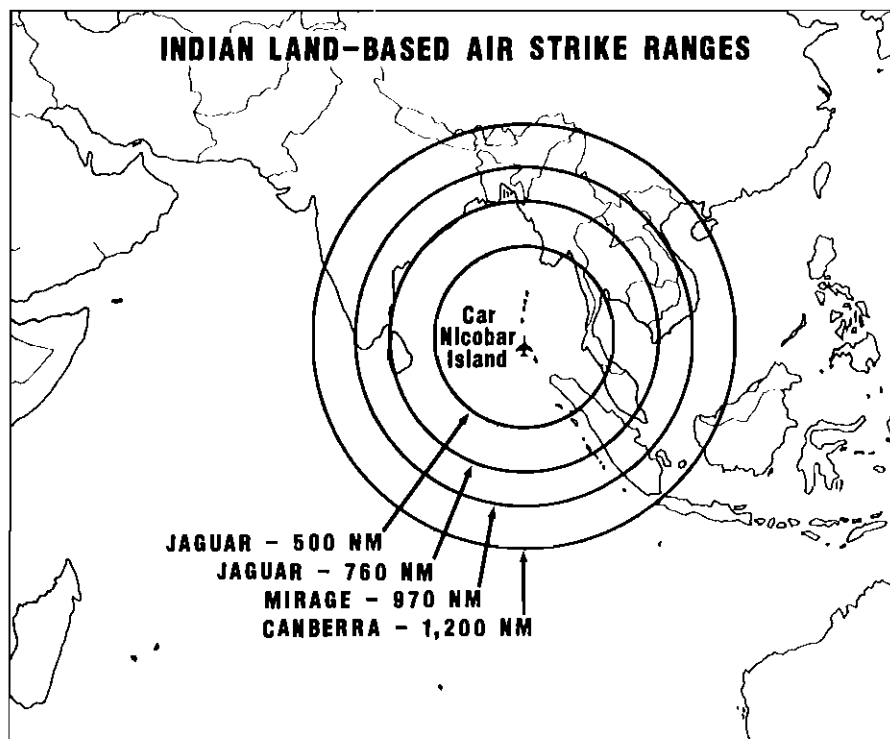 INDIAN LAND-BASED AIR STRIKE RANGES
Car
Nicobar
Island
JAGUAR - 500 NM
JAGUAR - 760 NM
MIRAGE - 970 NM
CANBERRA - 1,200 NM